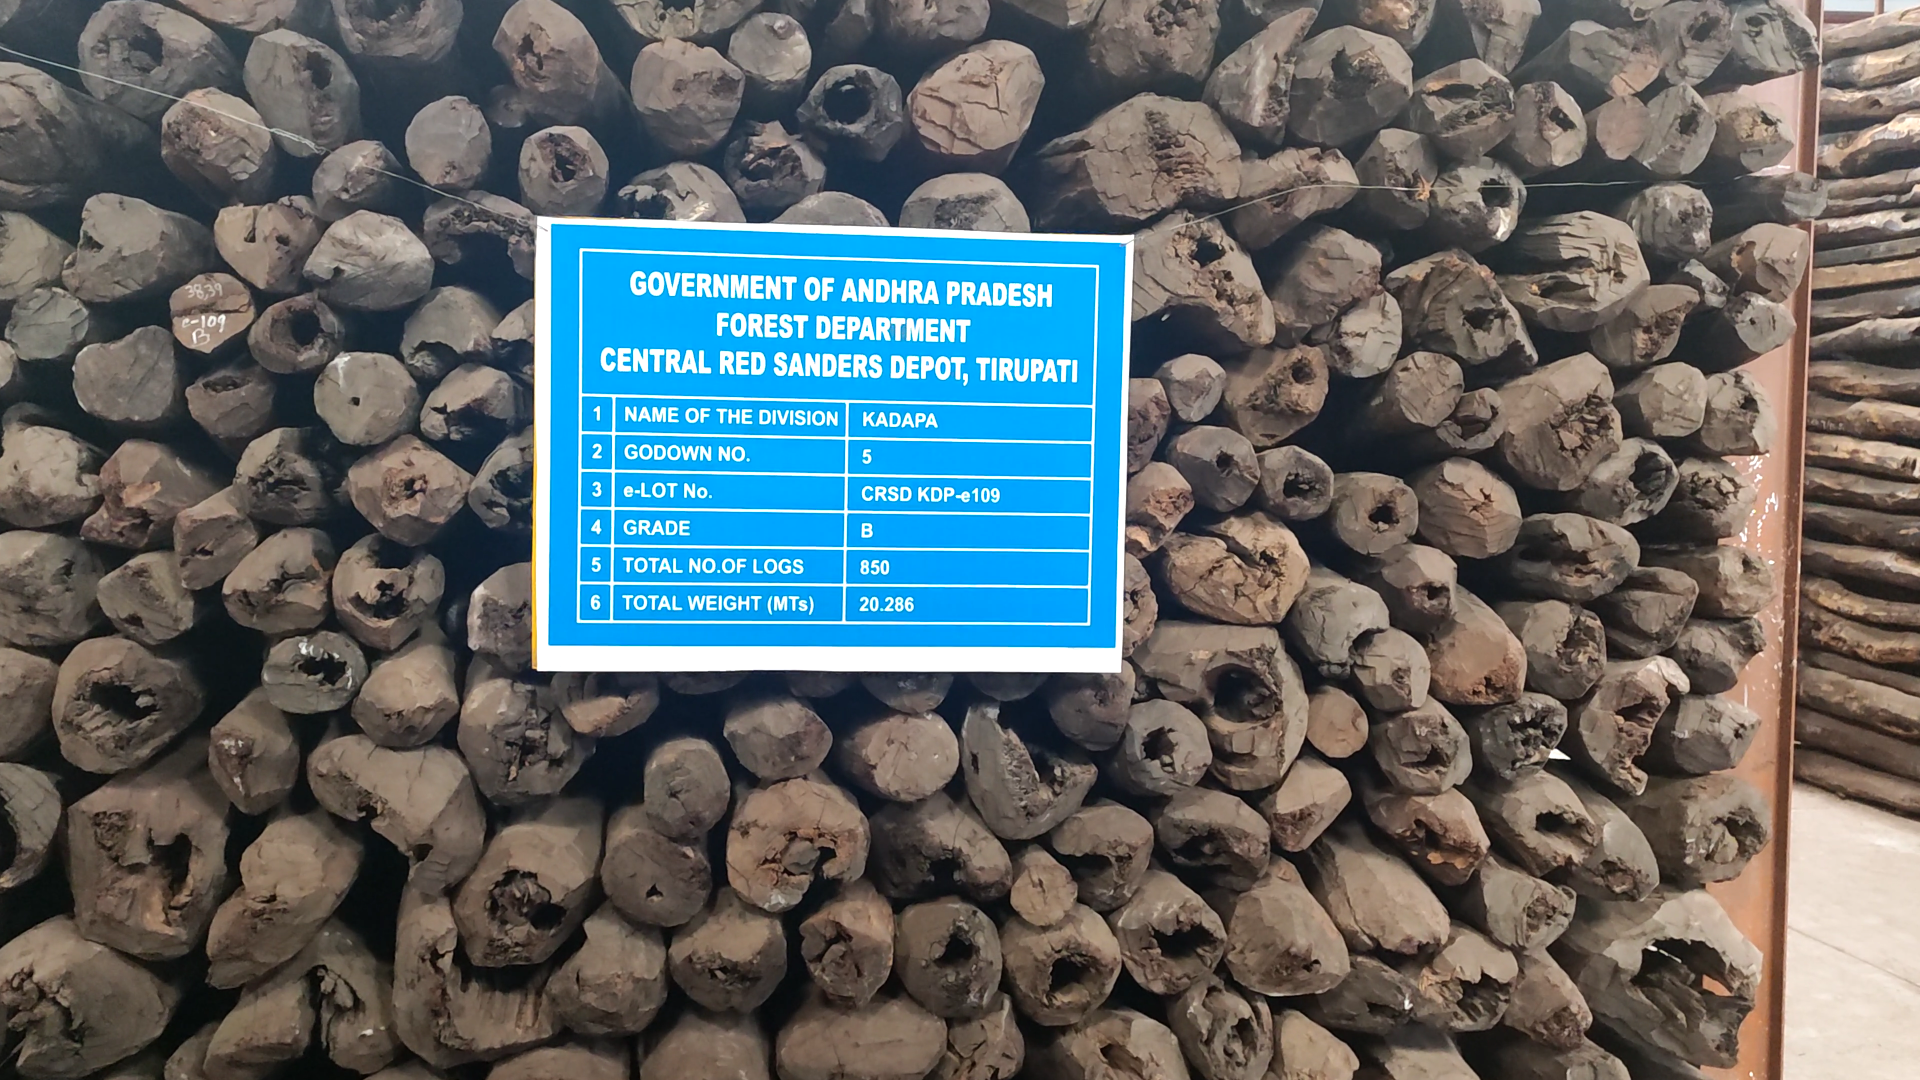 GOVERNMENT OF ANDHRA PRADESH
FOREST DEPARTMENT
CENTRAL RED SANDERS DEPOT, TIRUPATI
1 NAME OF THE DIVISION KADAPA
2 GODOWN NO. 5
3 e-LOT No. CRSD KDP-e109
4 GRADE B
5 TOTAL NO.OF LOGS 850
6 TOTAL WEIGHT (MTs) 20.286
38,39
e-109
B